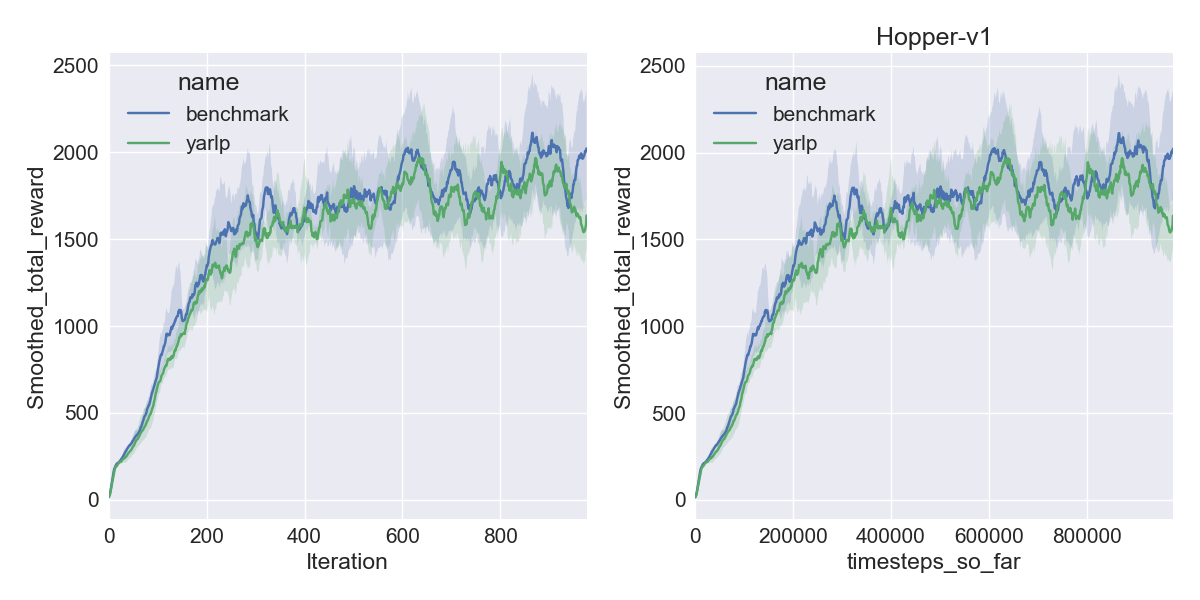 Smoothed_total_reward
2500
2000
1500
1000
500
0
name
benchmark
yarlp
0 200 400 600 800
Iteration
Hopper-v1
Smoothed_total_reward
2500
2000
1500
1000
500
0
name
benchmark
yarlp
0 200000 400000 600000 800000
timesteps_so_far